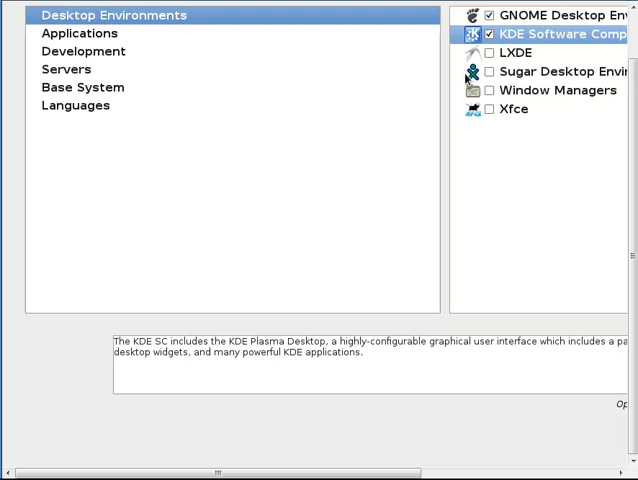 Desktop Environments
Applications
Development
Servers
Base System
Languages
GNOME Desktop Env
KDE Software Comp
LXDE
Sugar Desktop Envir
Window Managers
Xfce
The KDE SC includes the KDE Plasma Desktop, a highly-configurable graphical user interface which includes a pa
desktop widgets, and many powerful KDE applications.
Op